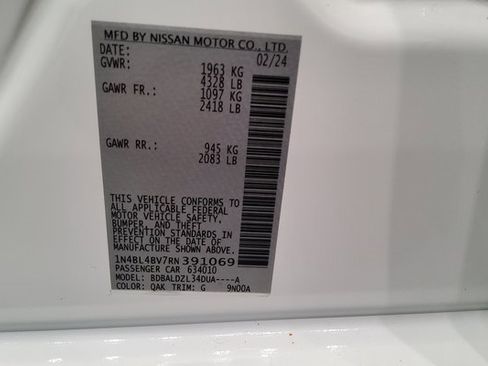 MFD BY NISSAN MOTOR CO., LTD.
DATE: 02/24
GVWR: 1963 KG
4328 LB
GAWR FR.: 1097 KG
2418 LB
GAWR RR.: 945 KG
2083 LB
THIS VEHICLE CONFORMS TO
ALL APPLICABLE FEDERAL
MOTOR VEHICLE SAFETY,
BUMPER, AND THEFT
PREVENTION STANDARDS IN
EFFECT ON THE DATE OF
MANUFACTURE SHOWN ABOVE.
1N4BL4BV7RN391069
PASSENGER CAR 634010
MODEL: BDBALDZL34DUA----A
COLOR: QAK TRIM: G 9N00A